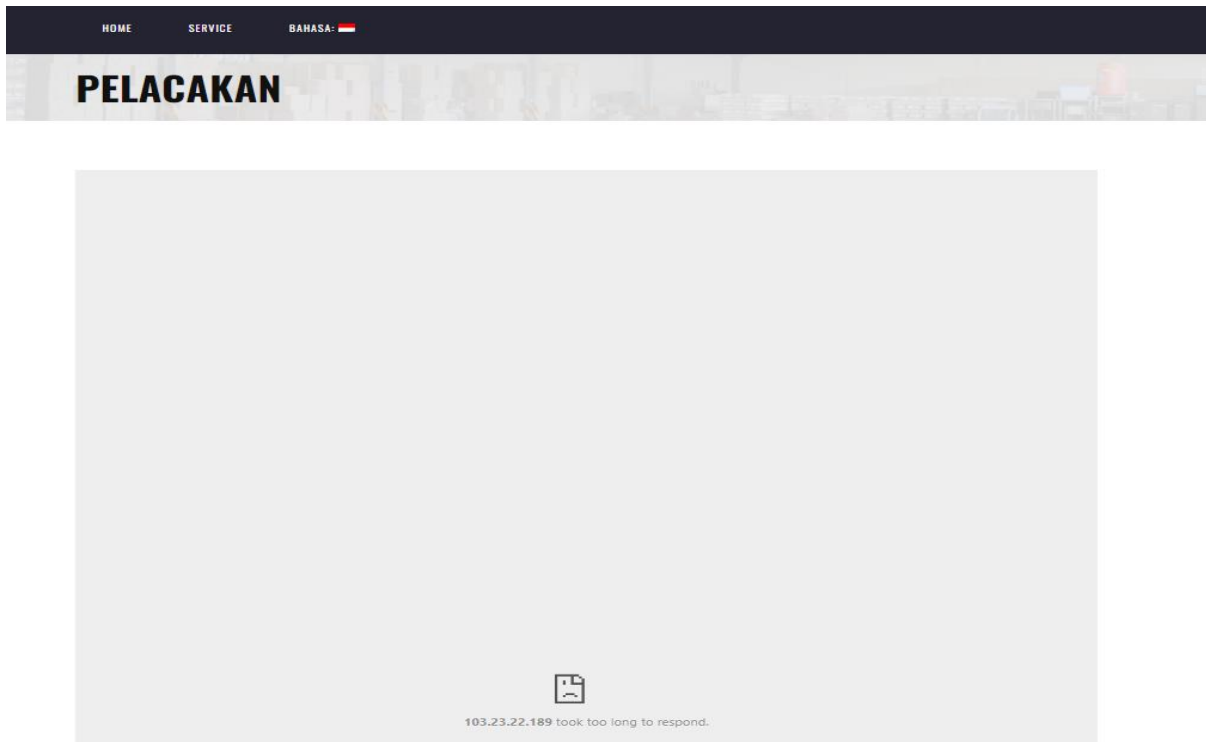 HOME SERVICE BAHASA:
PELACAKAN
103.23.22.189 took too long to respond.